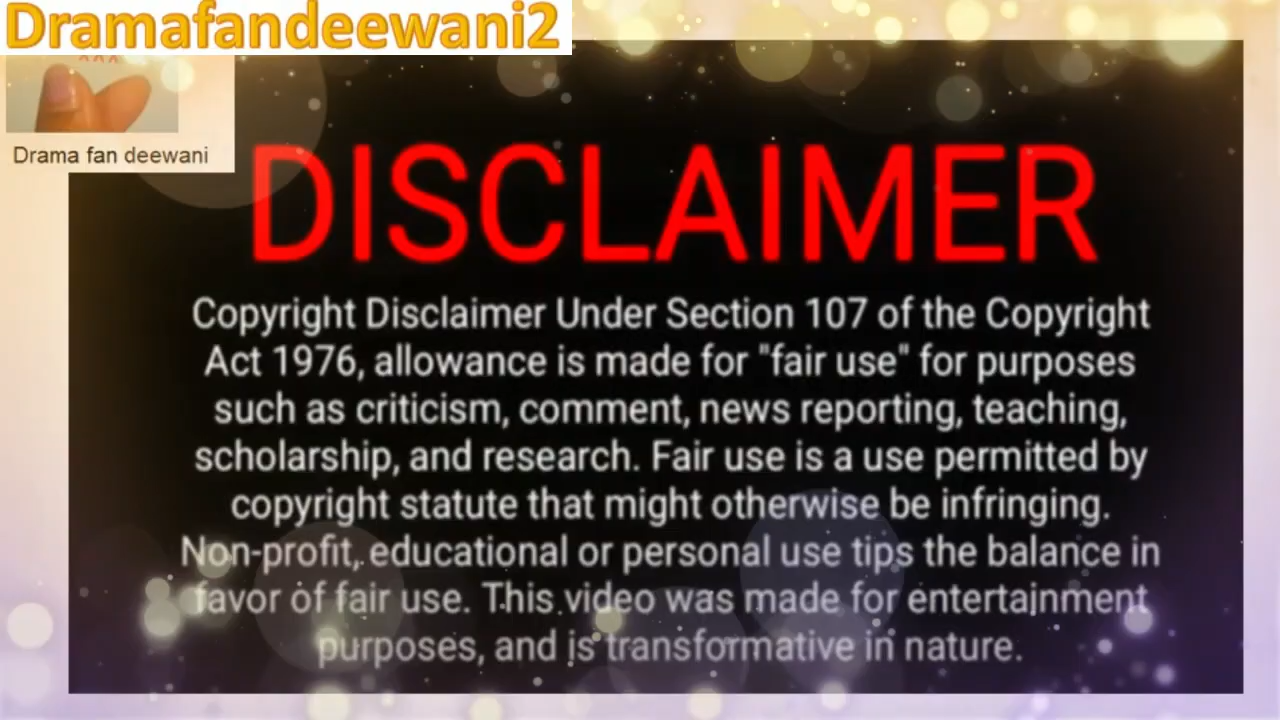 Dramafandeewani2
Drama fan deewani
DISCLAIMER
Copyright Disclaimer Under Section 107 of the Copyright
Act 1976, allowance is made for "fair use" for purposes
such as criticism, comment, news reporting, teaching,
scholarship, and research. Fair use is a use permitted by
copyright statute that might otherwise be infringing.
Non-profit, educational or personal use tips the balance in
favor of fair use. This video was made for entertainment
purposes, and is transformative in nature.